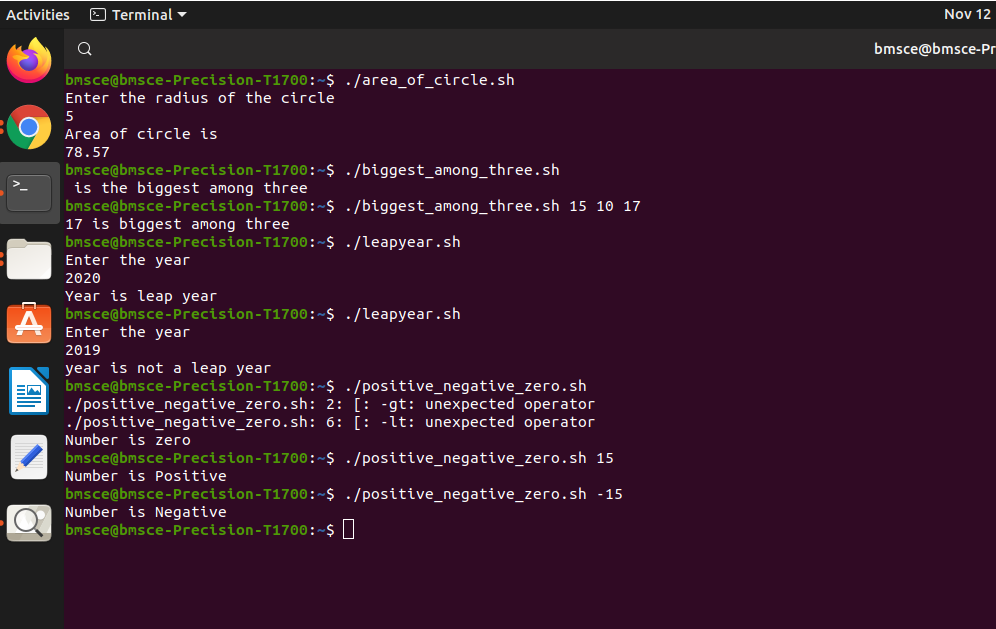 Activities Terminal Nov 12
bmsce@bmsce-Pr
bmsce@bmsce-Precision-T1700:~$ ./area_of_circle.sh
Enter the radius of the circle
5
Area of circle is
78.57
bmsce@bmsce-Precision-T1700:~$ ./biggest_among_three.sh
 is the biggest among three
bmsce@bmsce-Precision-T1700:~$ ./biggest_among_three.sh 15 10 17
17 is biggest among three
bmsce@bmsce-Precision-T1700:~$ ./leapyear.sh
Enter the year
2020
Year is leap year
bmsce@bmsce-Precision-T1700:~$ ./leapyear.sh
Enter the year
2019
year is not a leap year
bmsce@bmsce-Precision-T1700:~$ ./positive_negative_zero.sh
./positive_negative_zero.sh: 2: [: -gt: unexpected operator
./positive_negative_zero.sh: 6: [: -lt: unexpected operator
Number is zero
bmsce@bmsce-Precision-T1700:~$ ./positive_negative_zero.sh 15
Number is Positive
bmsce@bmsce-Precision-T1700:~$ ./positive_negative_zero.sh -15
Number is Negative
bmsce@bmsce-Precision-T1700:~$